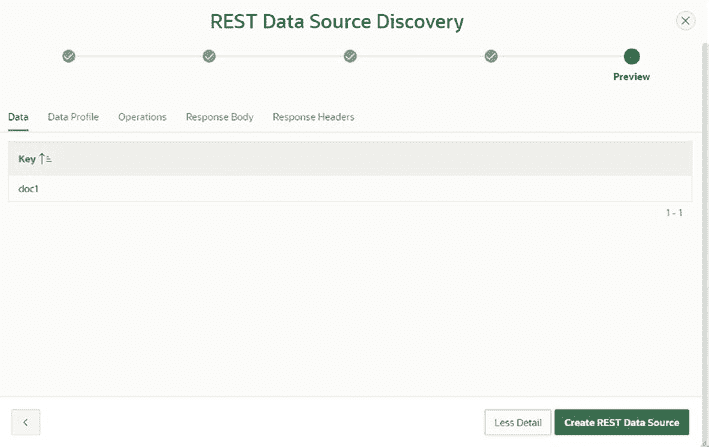 REST Data Source Discovery
Preview
Data Data Profile Operations Response Body Response Headers
Key
doc1
1 - 1
Less Detail Create REST Data Source